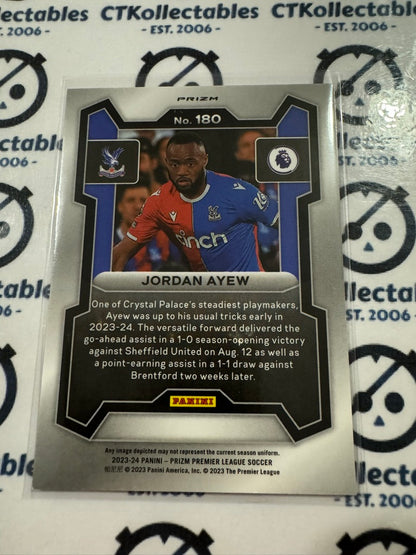 CTKollectables CTKollectables
- EST. 2006 - - EST. 2006 -
PRIZM
No. 180
inch
JORDAN AYEW
One of Crystal Palace's steadiest playmakers,
Ayew was up to his usual tricks early in
2023-24. The versatile forward delivered the
go-ahead assist in a 1-0 season-opening victory
against Sheffield United on Aug. 12 as well as
a point-earning assist in a 1-1 draw against
Brentford two weeks later.
PANINI
Any image depicted may not represent the current season uniform.
2023-24 PANINI – PRIZM PREMIER LEAGUE SOCCER
© 2023 Panini America, Inc. © 2023 The Premier League
CTKollectables
- EST. 2006 -